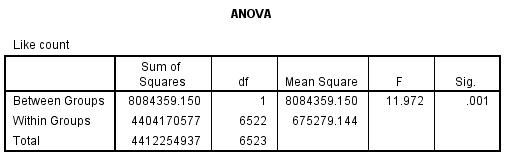 ANOVA
Like count
Sum of Squares df Mean Square F Sig.
Between Groups 8084359.150 1 8084359.150 11.972 .001
Within Groups 4404170577 6522 675279.144
Total 4412254937 6523